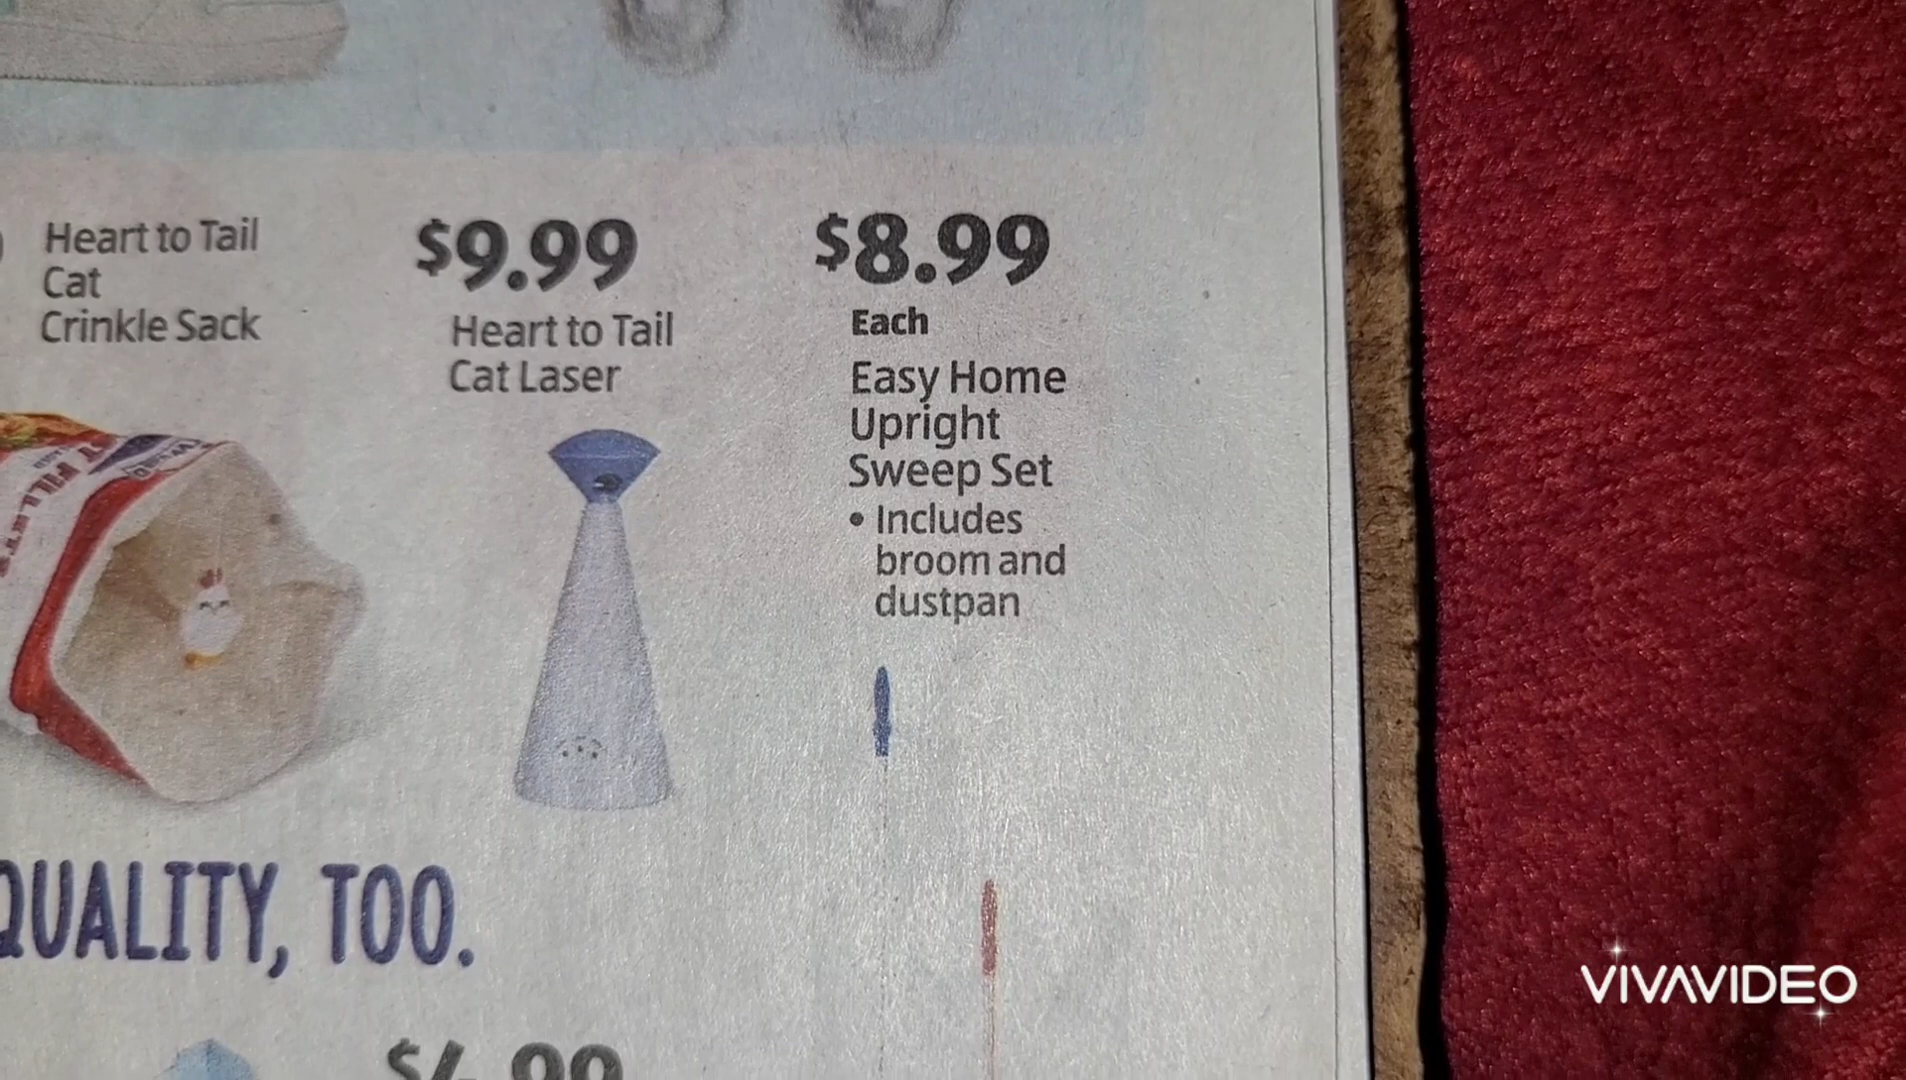 Heart to Tail
Cat
Crinkle Sack
$9.99
Heart to Tail
Cat Laser
$8.99
Each
Easy Home
Upright
Sweep Set
• Includes
broom and
dustpan
QUALITY, TOO.
VIVAVIDEO